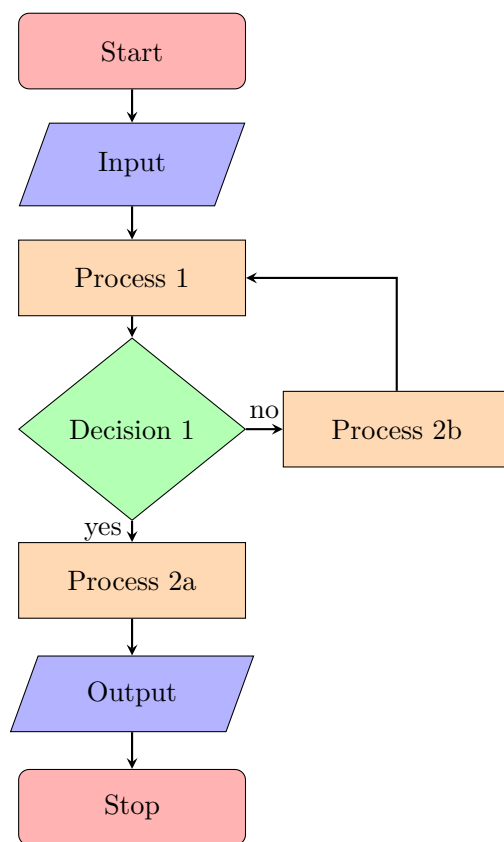 Start
Input
Process 1
Decision 1
no
Process 2b
yes
Process 2a
Output
Stop